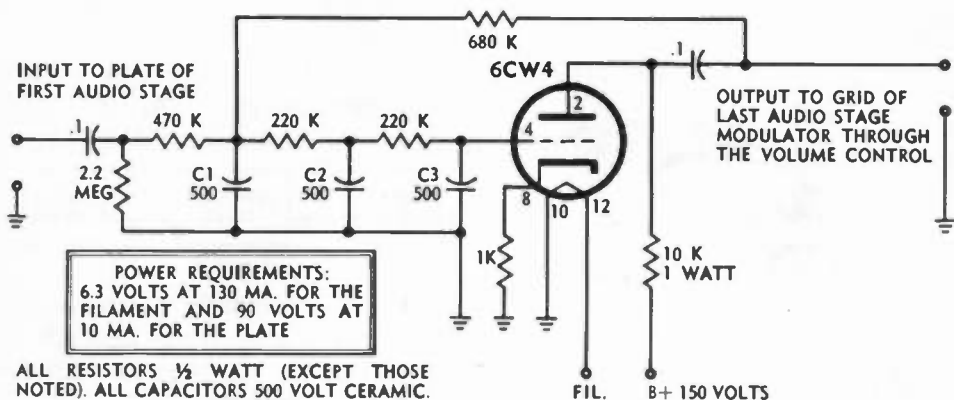 680 K
6CW4
INPUT TO PLATE OF
FIRST AUDIO STAGE
.1
470 K
220 K
220 K
2.2
MEG
C1
500
C2
500
C3
500
2
4
8
10
12
.1
OUTPUT TO GRID OF
LAST AUDIO STAGE
MODULATOR THROUGH
THE VOLUME CONTROL
1K
10 K
1 WATT
POWER REQUIREMENTS:
6.3 VOLTS AT 130 MA. FOR THE
FILAMENT AND 90 VOLTS AT
10 MA. FOR THE PLATE
ALL RESISTORS ½ WATT (EXCEPT THOSE
NOTED). ALL CAPACITORS 500 VOLT CERAMIC.
FIL.
B+ 150 VOLTS